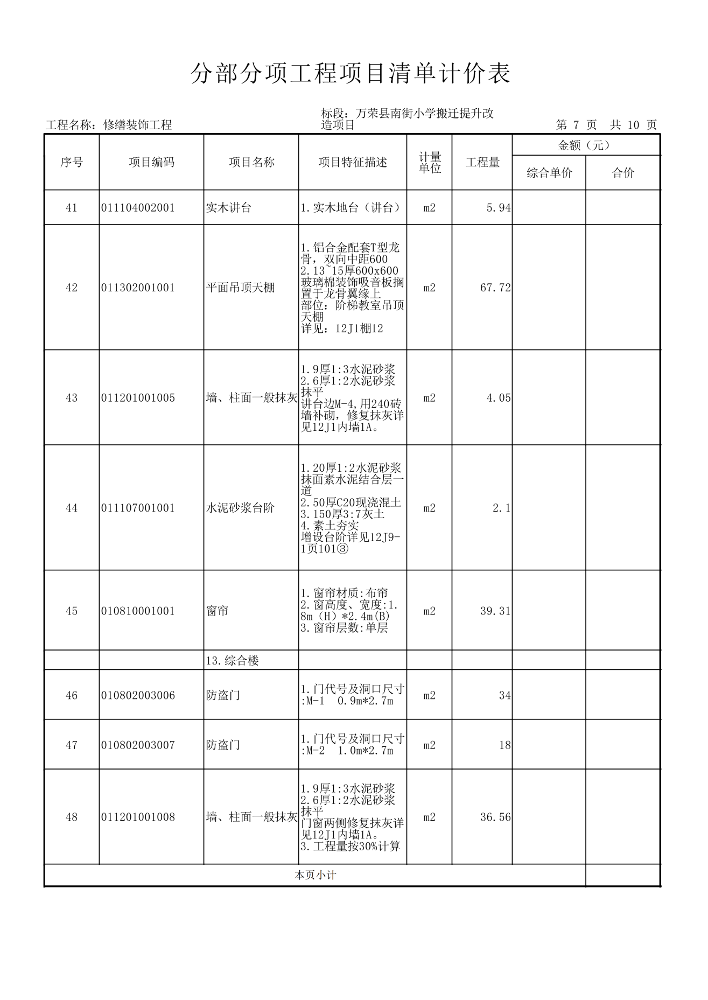 分部分项工程项目清单计价表
标段：万荣县南街小学搬迁提升改
工程名称：修缮装饰工程 造项目 第 7 页 共 10 页
序号 项目编码 项目名称 项目特征描述 计量 工程量 金额（元）
单位 综合单价 合价
41 011104002001 实木讲台 1.实木地台（讲台） m2 5.94
1.铝合金配套T型龙
骨，双向中距600
2.13~15厚600x600
玻璃棉装饰吸音板搁
42 011302001001 平面吊顶天棚 置于龙骨翼缘上 m2 67.72
部位：阶梯教室吊顶
天棚
详见：12J1棚12
1.9厚1:3水泥砂浆
2.6厚1:2水泥砂浆
抹平
43 011201001005 墙、柱面一般抹灰 讲台边M-4,用240砖 m2 4.05
墙补砌，修复抹灰详
见12J1内墙1A。
1.20厚1:2水泥砂浆
抹面素水泥结合层一
道
2.50厚C20现浇混土
44 011107001001 水泥砂浆台阶 3.150厚3:7灰土 m2 2.1
4.素土夯实
增设台阶详见12J9-
1页101③
1.窗帘材质:布帘
2.窗高度、宽度:1.
45 010810001001 窗帘 8m（H）*2.4m(B) m2 39.31
3.窗帘层数:单层
13.综合楼
46 010802003006 防盗门 1.门代号及洞口尺寸 m2 34
:M-1 0.9m*2.7m
47 010802003007 防盗门 1.门代号及洞口尺寸 m2 18
:M-2 1.0m*2.7m
1.9厚1:3水泥砂浆
2.6厚1:2水泥砂浆
抹平
48 011201001008 墙、柱面一般抹灰 门窗两侧修复抹灰详 m2 36.56
见12J1内墙1A。
3.工程量按30%计算
本页小计